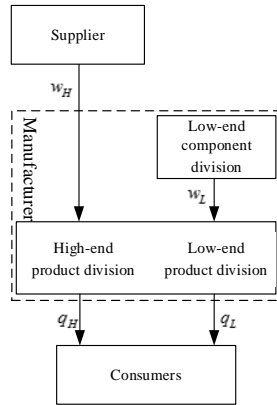 Supplier
w_H
Manufacturer
Low-end
component
division
w_L
High-end
product division
Low-end
product division
q_H
q_L
Consumers